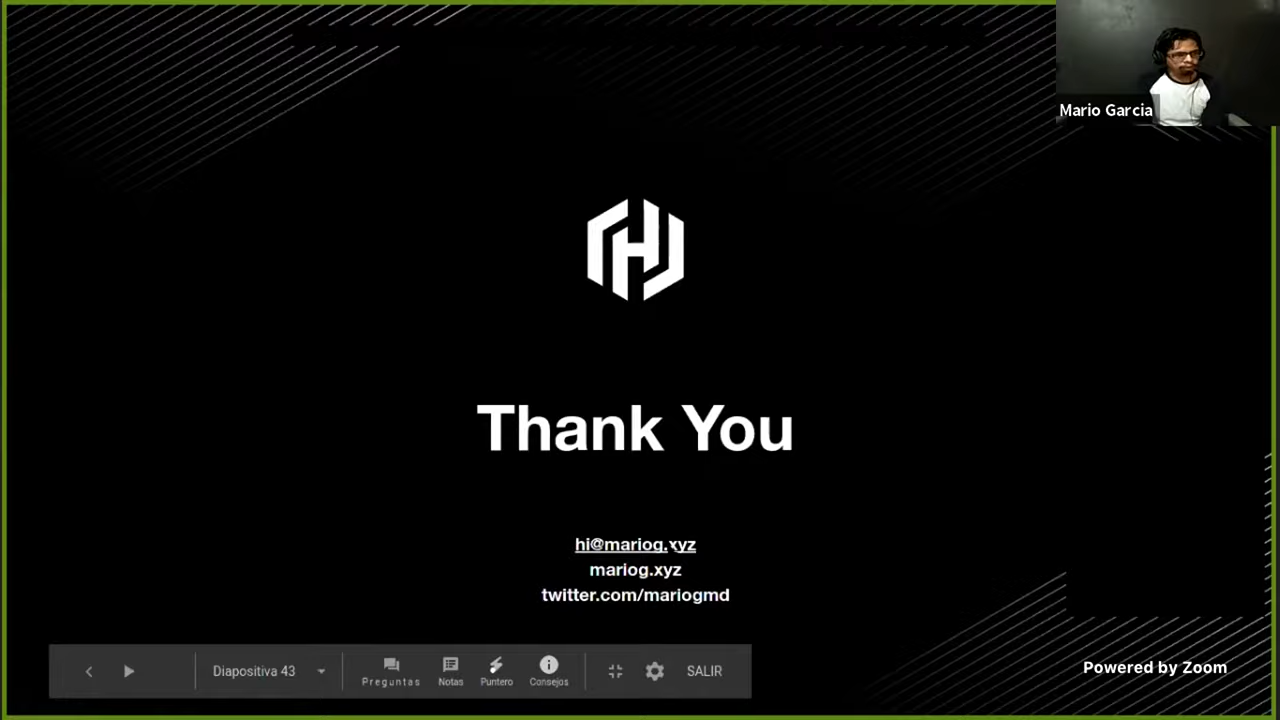 Mario Garcia
Thank You
hi@mariog.xyz
mariog.xyz
twitter.com/mariogmd
Diapositiva 43
Preguntas
Notas
Puntero
Consejos
SALIR
Powered by Zoom